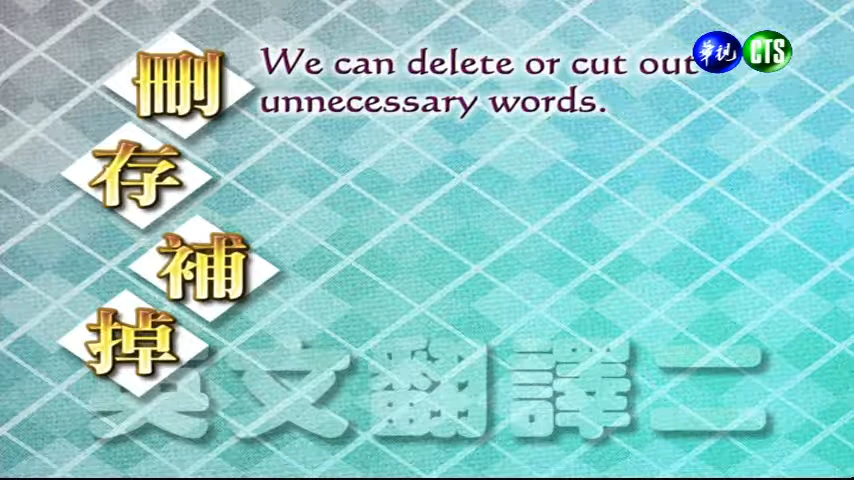 We can delete or cut out
unnecessary words.
華視 CTS
刪
存
補
掉
英文翻譯二